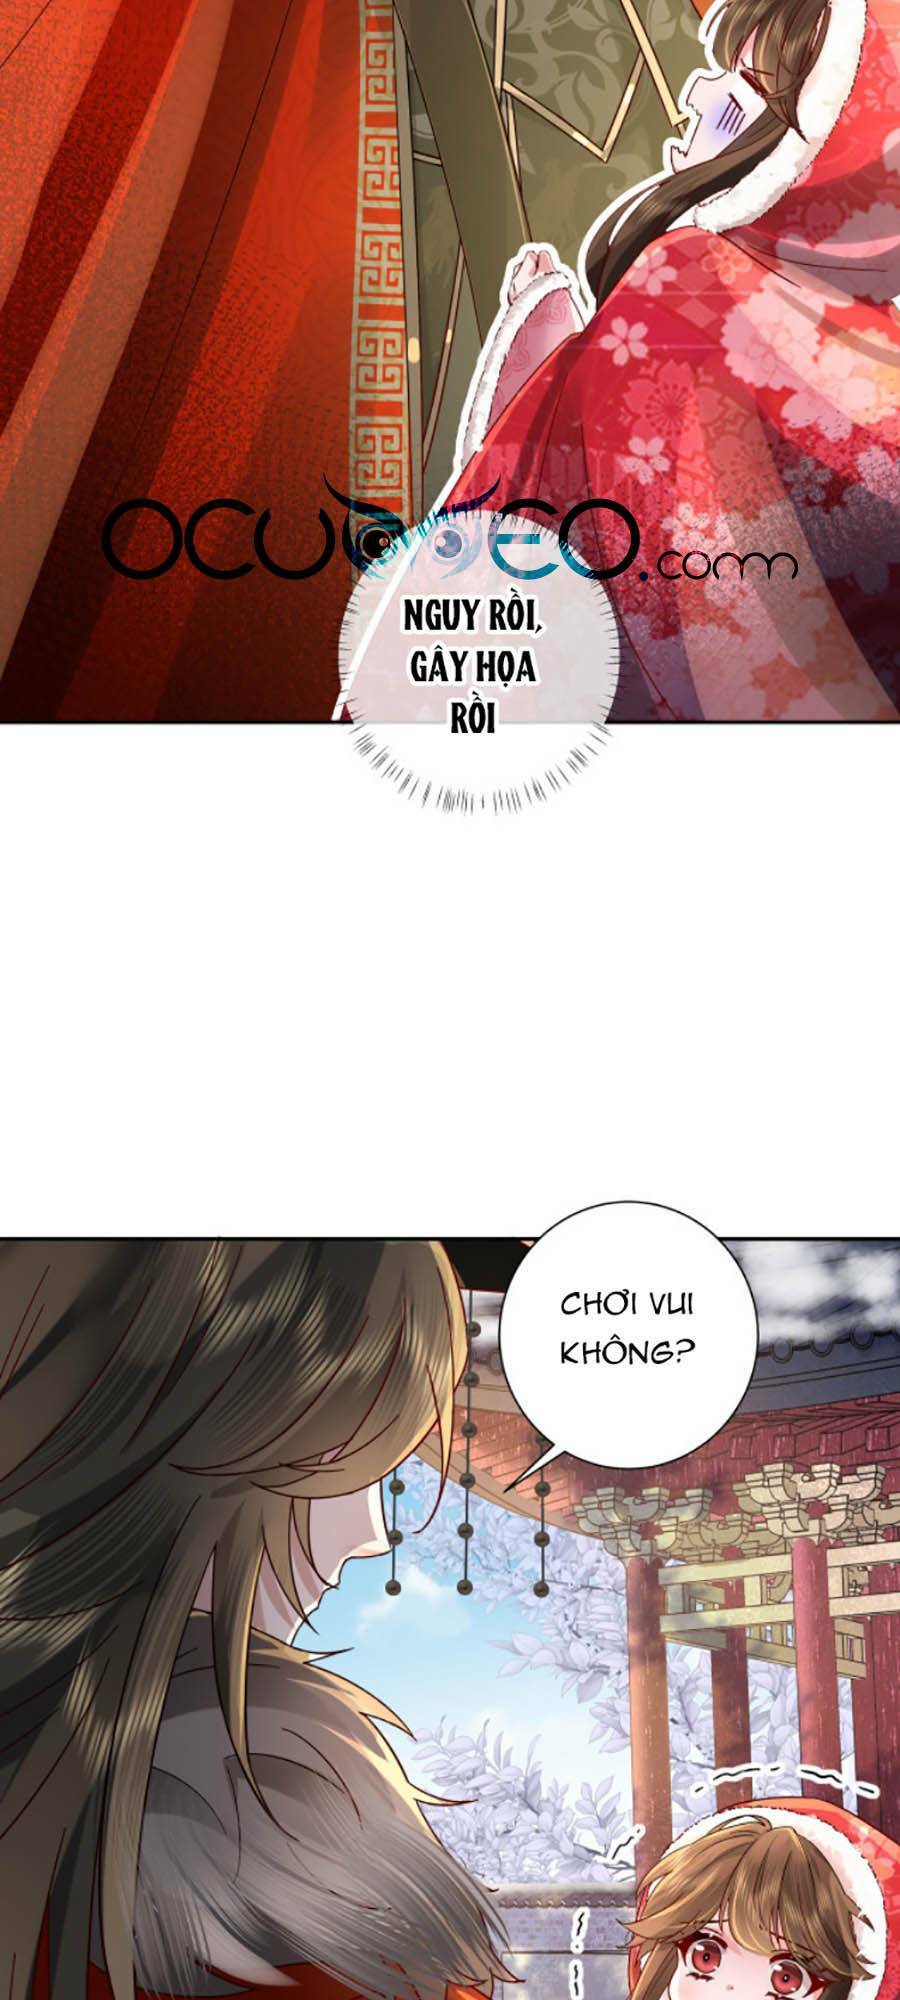 OCUMEO.com
NGUY RỒI,
GÂY HỌA
RỒI
CHƠI VUI
KHÔNG?